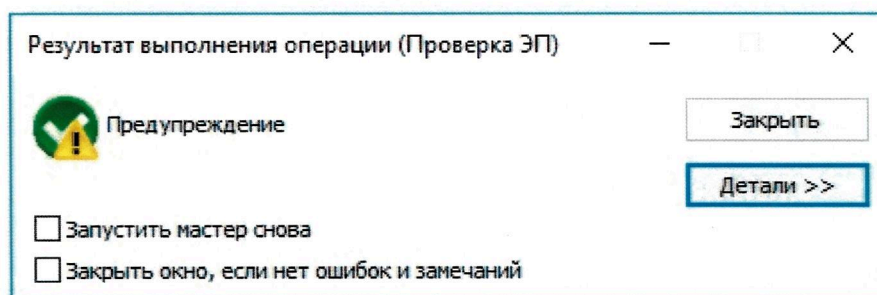 Результат выполнения операции (Проверка ЭП)
Предупреждение
Закрыть
Детали >>
Запустить мастер снова
Закрыть окно, если нет ошибок и замечаний